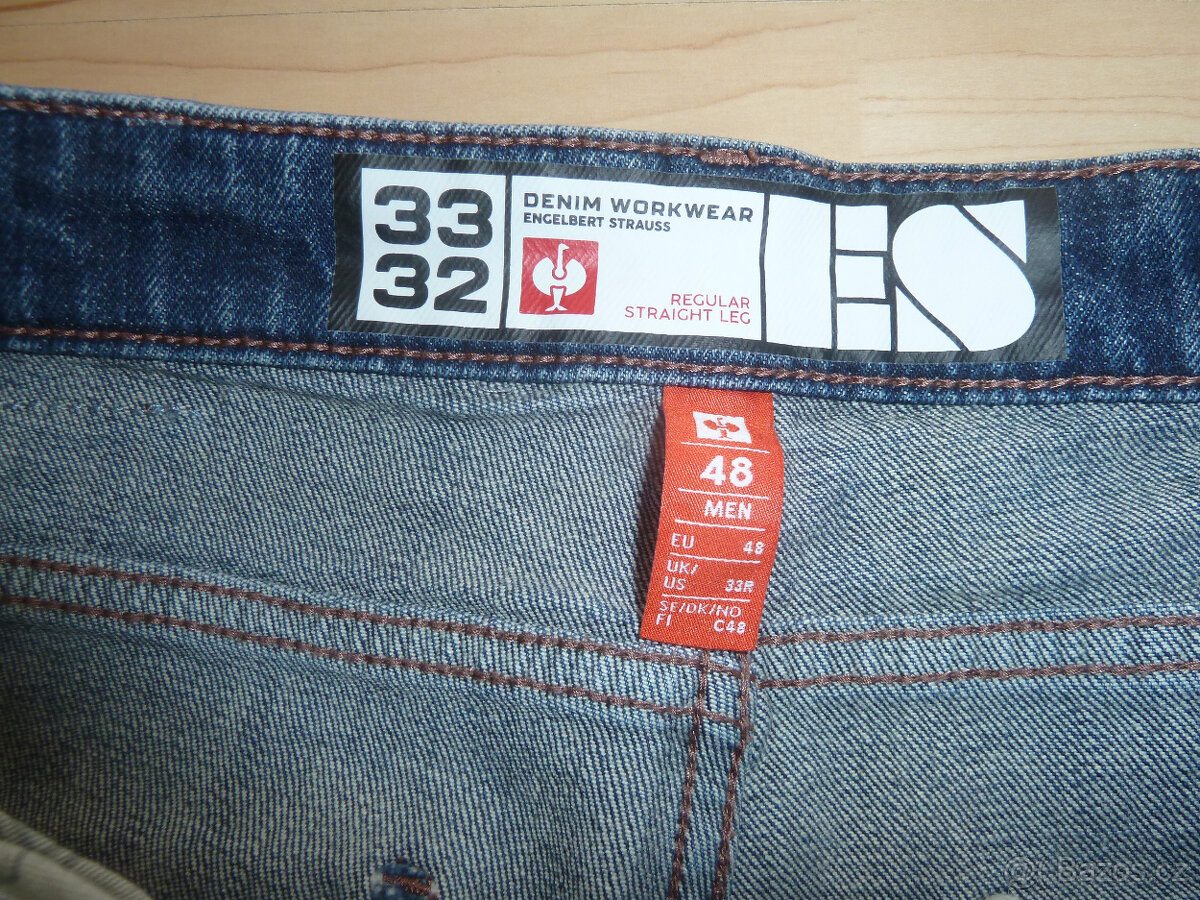 33
32
DENIM WORKWEAR
ENGELBERT STRAUSS
REGULAR
STRAIGHT LEG
ES
48
MEN
EU 48
UK/
US 33R
SE/DK/NO
FI C48